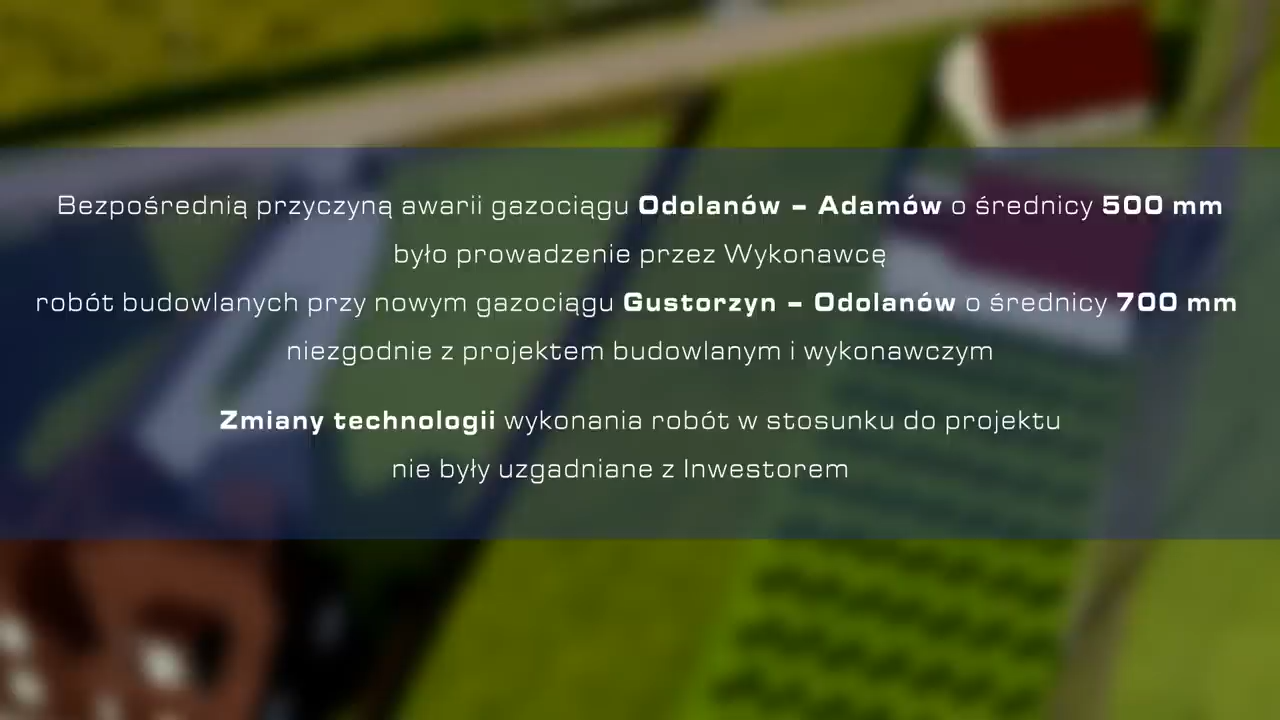 Bezpośrednią przyczyną awarii gazociągu Odolanów – Adamów o średnicy 500 mm
było prowadzenie przez Wykonawcę
robót budowlanych przy nowym gazociągu Gustorzyn – Odolanów o średnicy 700 mm
niezgodnie z projektem budowlanym i wykonawczym
Zmiany technologii wykonania robót w stosunku do projektu
nie były uzgadniane z Inwestorem